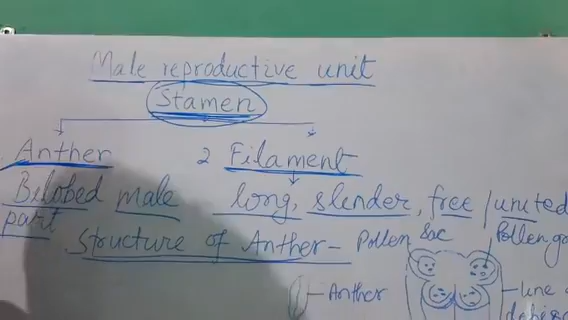 Male reproductive unit
Stamen
Anther 2 Filament
Bilobed male long, slender, free / united
part
Structure of Anther - Pollen Sac
Pollen
Anther line